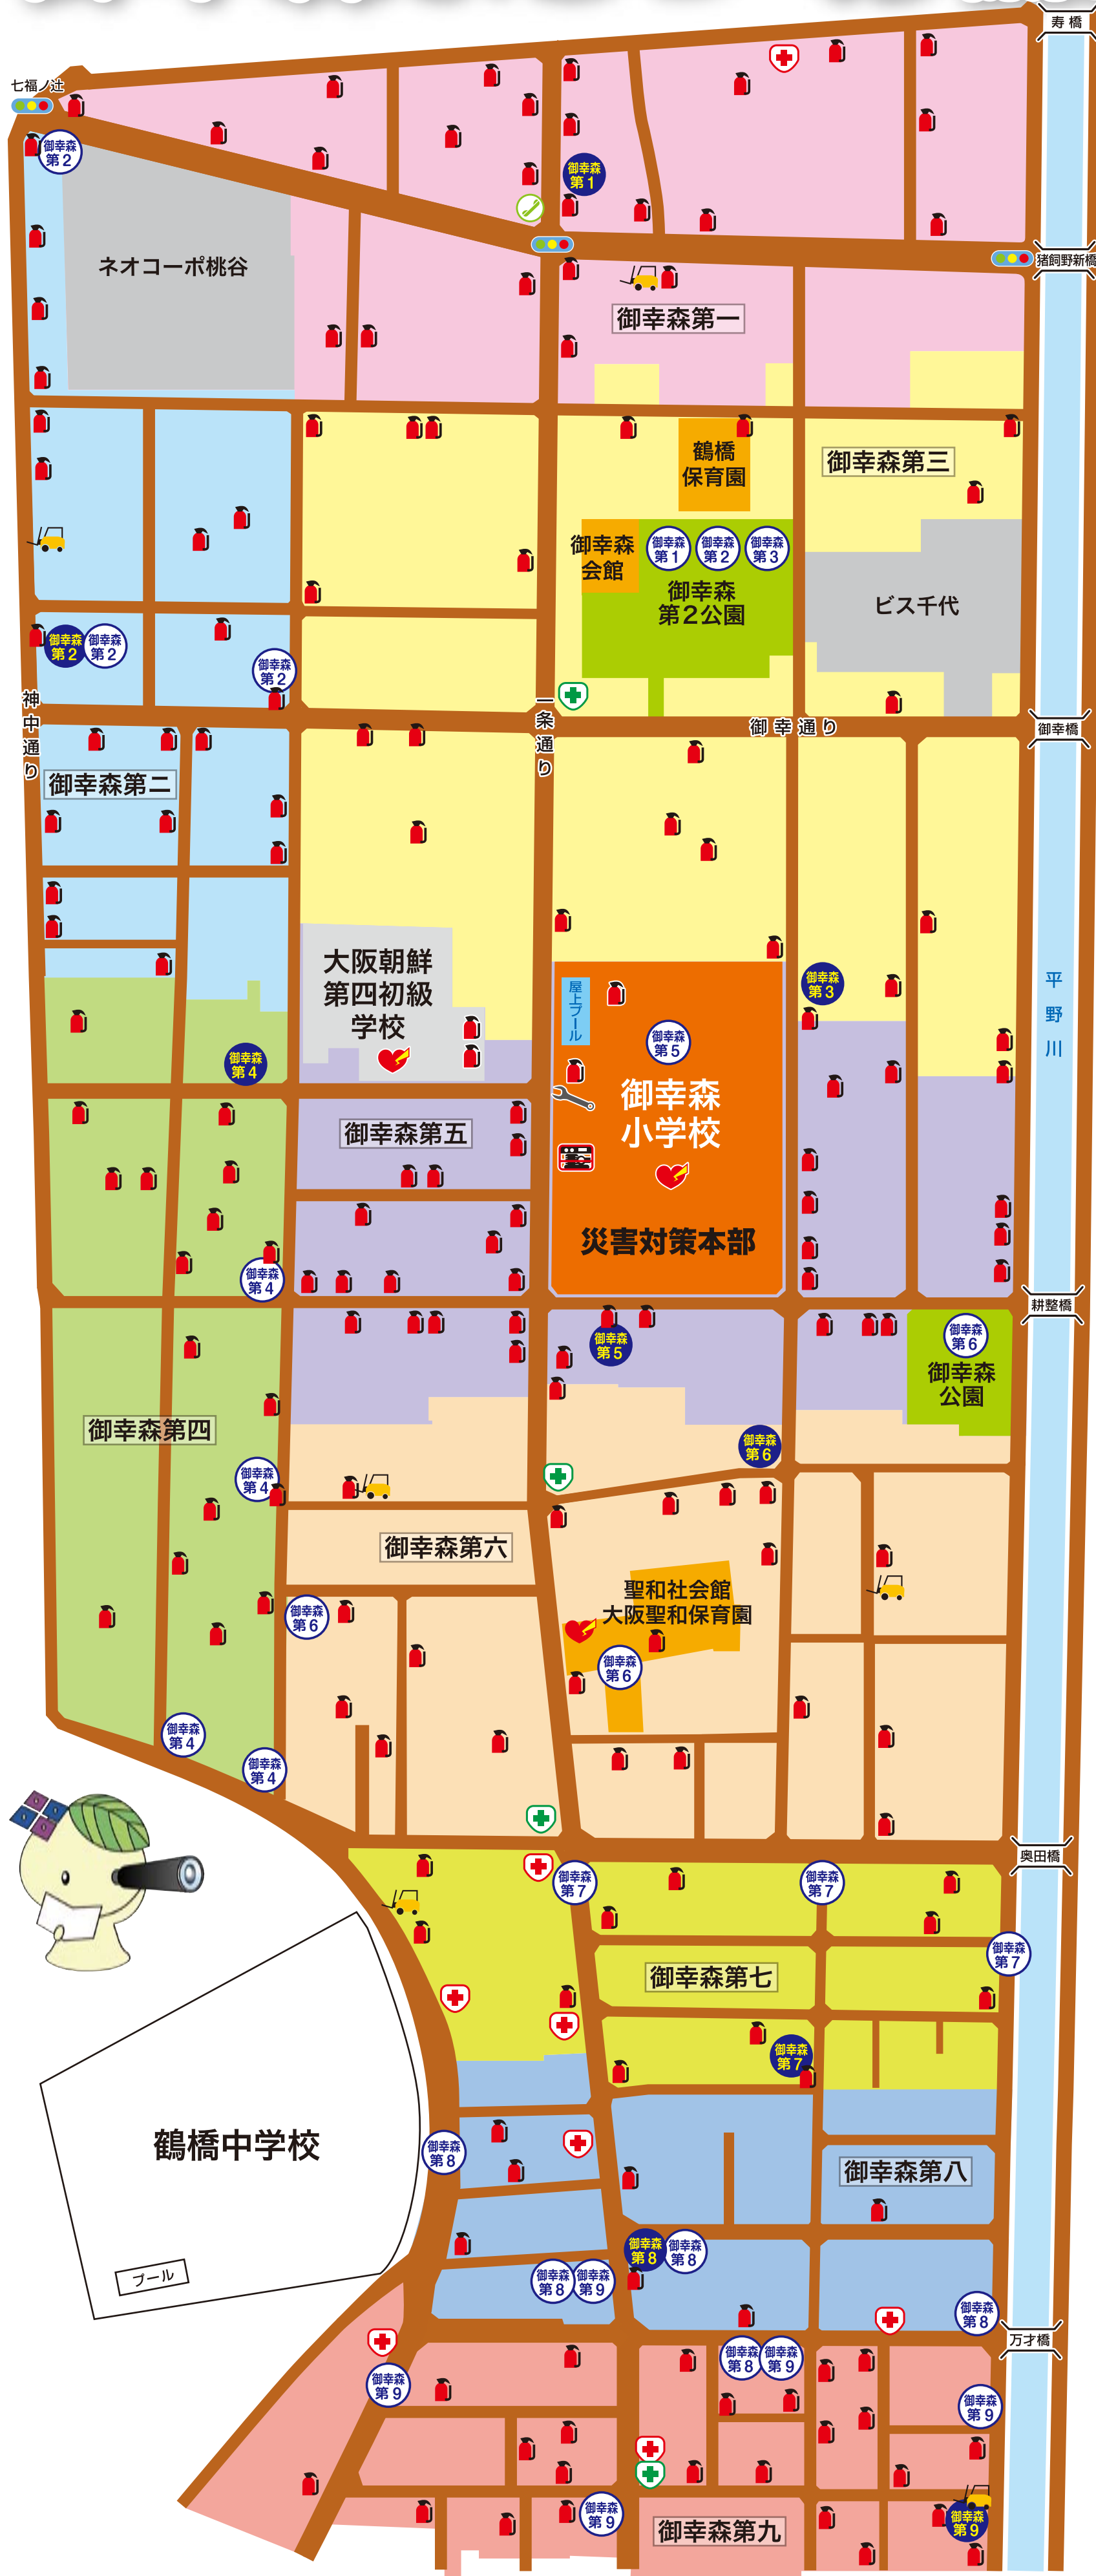 寿橋
七福ノ辻
御幸森
第2
御幸森
第1
ネオコーポ桃谷
猪飼野新橋
御幸森第一
鶴橋
保育園
御幸森第三
御幸森
会館
御幸森
第1
御幸森
第2
御幸森
第3
御幸森
第2公園
ビス千代
御幸森
第2
御幸森
第2
御幸森
第2
神中通り
一条通り
御幸通り
御幸橋
御幸森第二
大阪朝鮮
第四初級
学校
屋上プール
御幸森
第3
平野川
御幸森
第5
御幸森
第4
御幸森
小学校
御幸森第五
災害対策本部
御幸森
第4
耕整橋
御幸森
第5
御幸森
第6
御幸森
公園
御幸森第四
御幸森
第6
御幸森
第4
御幸森第六
聖和社会館
大阪聖和保育園
御幸森
第6
御幸森
第6
御幸森
第4
御幸森
第4
奥田橋
御幸森
第7
御幸森
第7
御幸森
第7
御幸森第七
御幸森
第7
鶴橋中学校
御幸森
第8
御幸森第八
プール
御幸森
第8
御幸森
第8
御幸森
第8
御幸森
第9
御幸森
第8
万才橋
御幸森
第8
御幸森
第9
御幸森
第9
御幸森
第9
御幸森
第9
御幸森第九
御幸森
第9